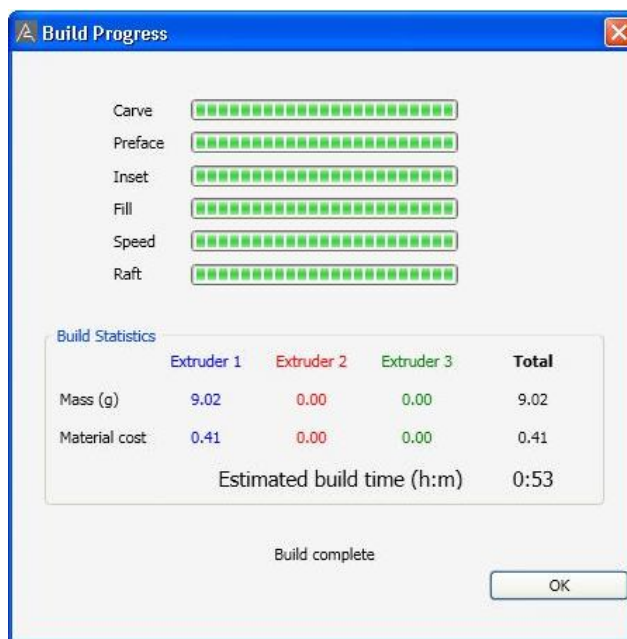 Build Progress
Carve
Preface
Inset
Fill
Speed
Raft
Build Statistics
Extruder 1 Extruder 2 Extruder 3 Total
Mass (g) 9.02 0.00 0.00 9.02
Material cost 0.41 0.00 0.00 0.41
Estimated build time (h:m) 0:53
Build complete
OK